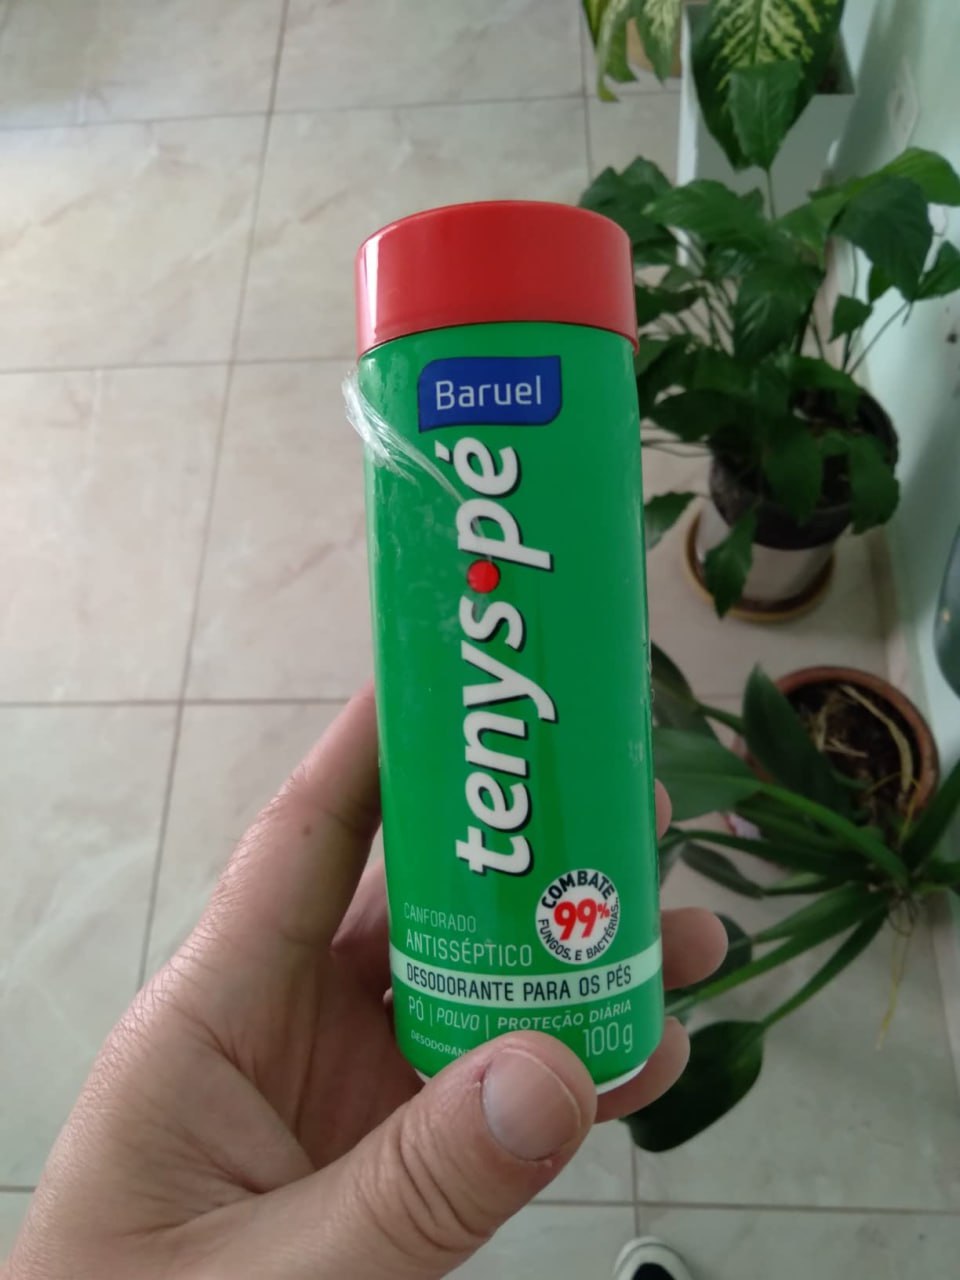 Baruel
tenys pé
COMBATE
99%
FUNGOS, E BACTÉRIAS...
CANFORADO
ANTISSÉPTICO
DESODORANTE PARA OS PÉS
PÓ | POLVO | PROTEÇÃO DIÁRIA
100g